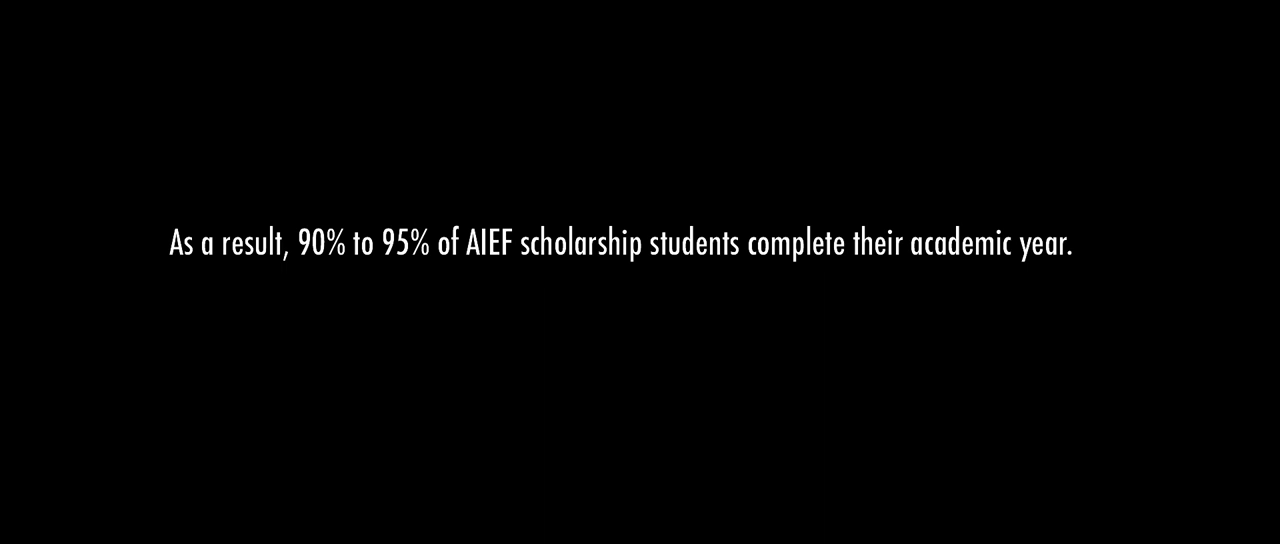 As a result, 90% to 95% of AIEF scholarship students complete their academic year.